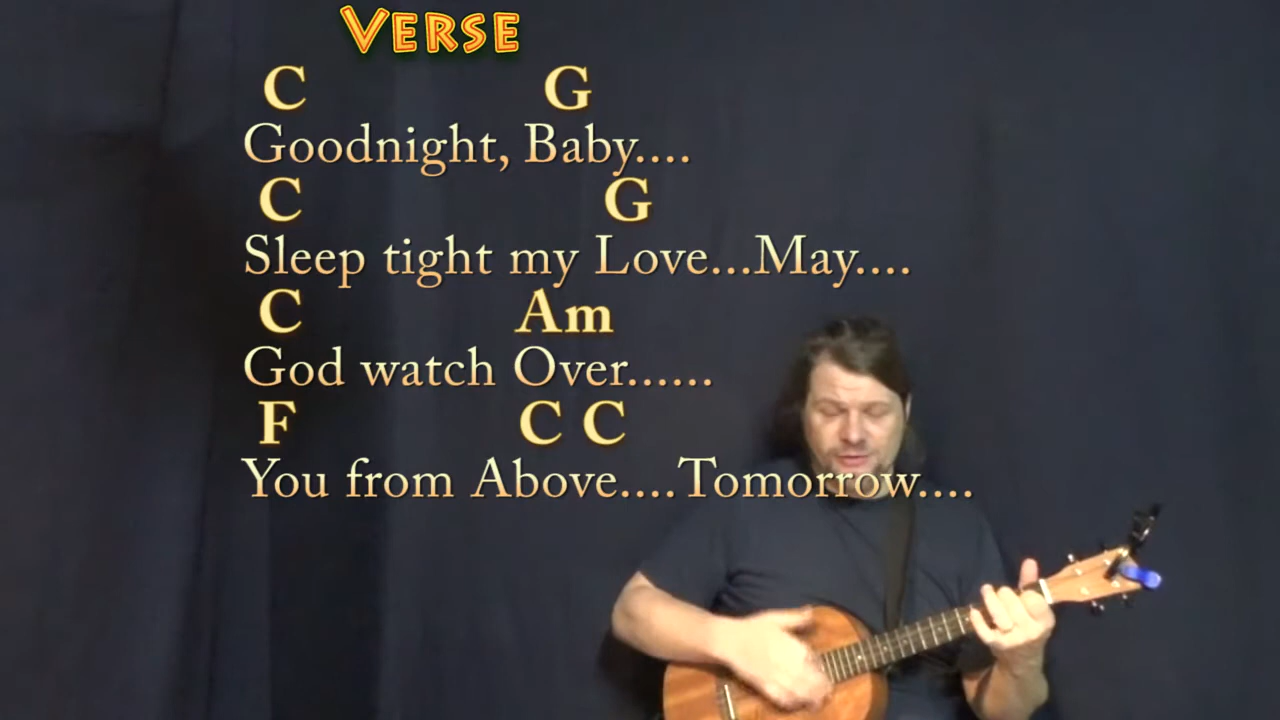 VERSE
C G
Goodnight, Baby....
C G
Sleep tight my Love...May....
C Am
God watch Over......
F C C
You from Above....Tomorrow....